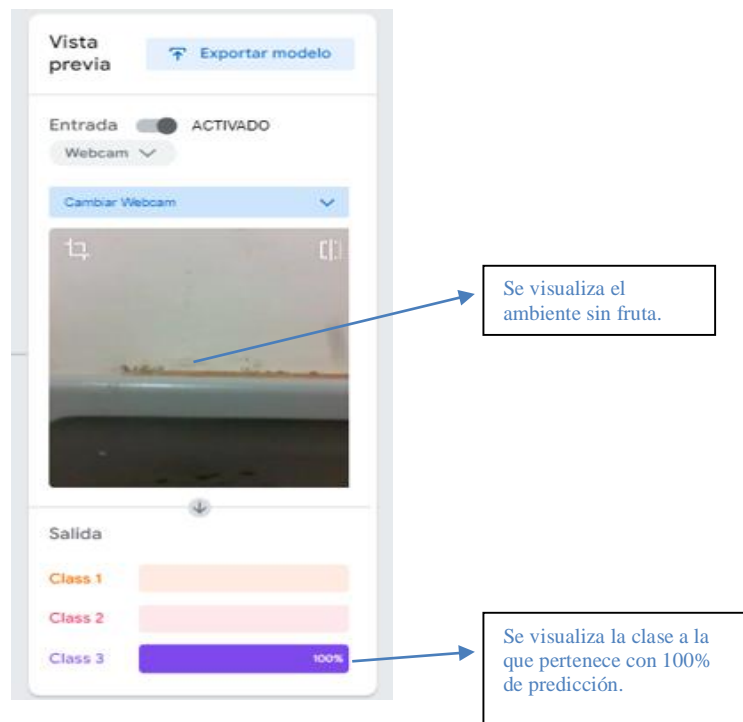 Vista
previa
Exportar modelo
Entrada
ACTIVADO
Webcam
Cambiar Webcam
Se visualiza el
ambiente sin fruta.
Salida
Class 1
Class 2
Class 3
100%
Se visualiza la clase a la
que pertenece con 100%
de predicción.